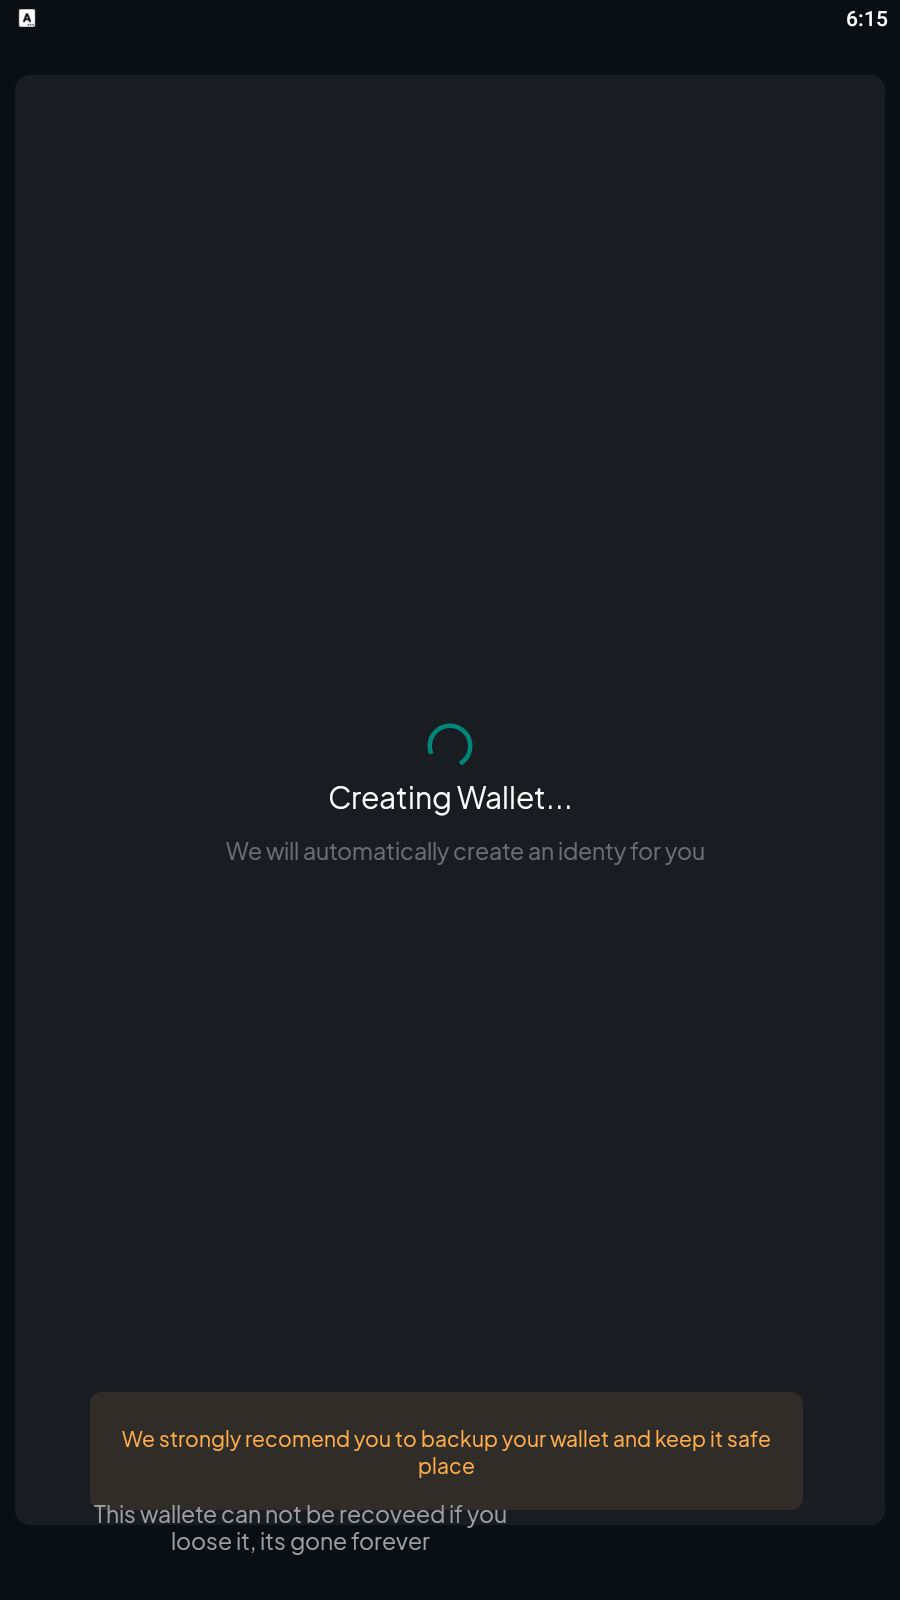 A
6:15
Creating Wallet...
We will automatically create an identy for you
We strongly recomend you to backup your wallet and keep it safe
place
This wallete can not be recoveed if you
loose it, its gone forever